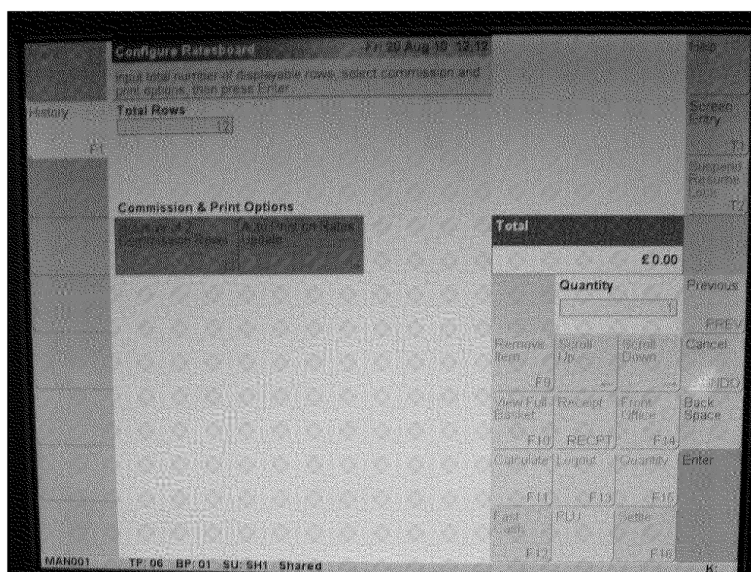 Configure Ratesboard
Fri 20 Aug 10 12:12
Help
input total number of displayable rows, select commission and
print options, then press Enter
History
F1
Total Rows
12
Screen
Entry
T1
Suspend
Resume
T2
Commission & Print Options
Commission Rows
Auto Print on Rates
Update
Total
£ 0.00
Quantity
1
Previous
PREV
Remove
Item
F9
Scroll
Up
←
Scroll
Down
→
Cancel
UNDO
View Full
Basket
F10
Receipt
RECPT
Front
Office
F14
Back
Space
Calculate
F11
Logout
F13
Quantity
F15
Enter
Fast
Cash
F12
PLU
Settle
F16
MAN001 TP: 06 BP: 01 SU: SH1 Shared
K: